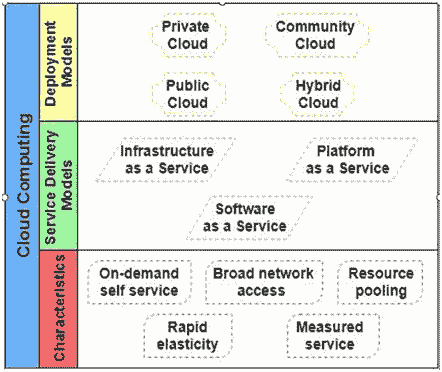 Cloud Computing
Deployment
Models
Private
Cloud
Community
Cloud
Public
Cloud
Hybrid
Cloud
Service Delivery
Models
Infrastructure
as a Service
Platform
as a Service
Software
as a Service
Characteristics
On-demand
self service
Broad network
access
Resource
pooling
Rapid
elasticity
Measured
service